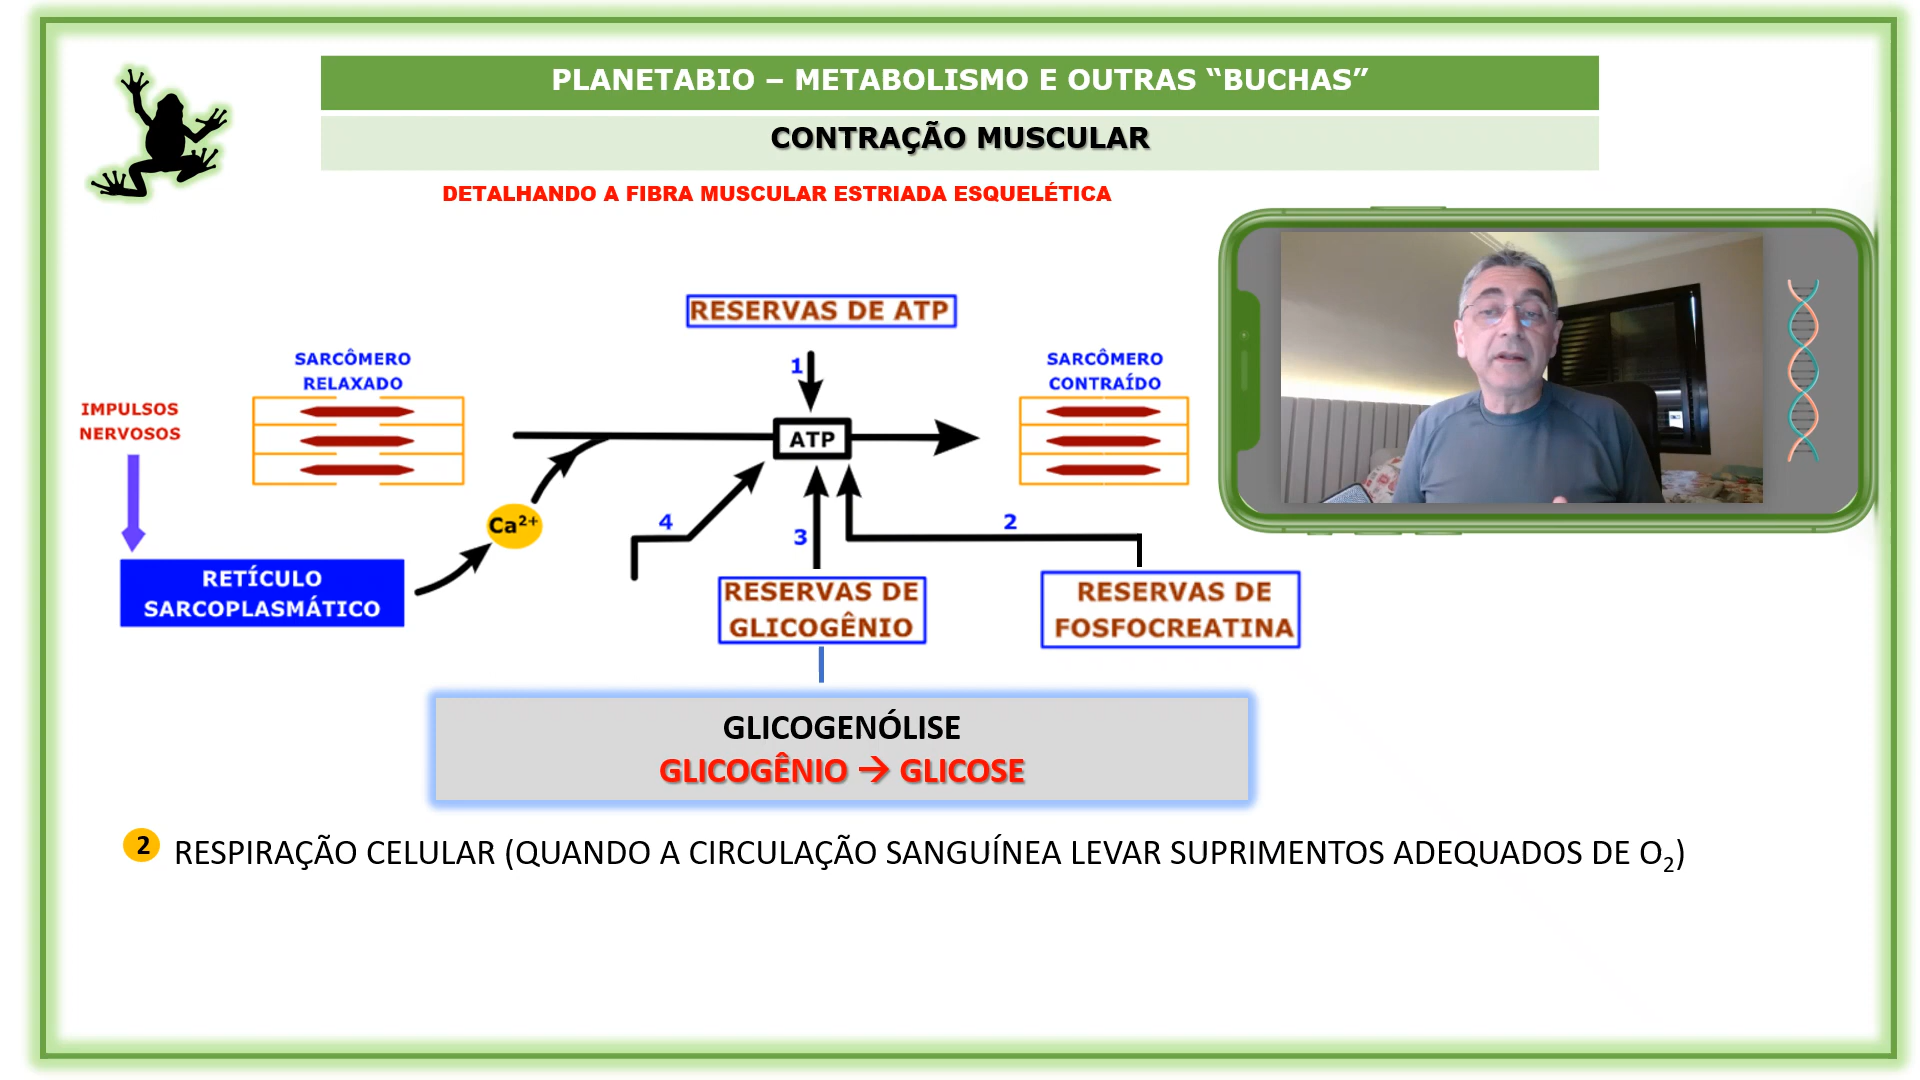 PLANETABIO – METABOLISMO E OUTRAS “BUCHAS”
CONTRAÇÃO MUSCULAR
DETALHANDO A FIBRA MUSCULAR ESTRIADA ESQUELÉTICA
RESERVAS DE ATP
1
SARCÔMERO
RELAXADO
SARCÔMERO
CONTRAÍDO
IMPULSOS
NERVOSOS
ATP
Ca²⁺
4
3
2
RETÍCULO
SARCOPLASMÁTICO
RESERVAS DE
GLICOGÊNIO
RESERVAS DE
FOSFOCREATINA
GLICOGENÓLISE
GLICOGÊNIO → GLICOSE
2 RESPIRAÇÃO CELULAR (QUANDO A CIRCULAÇÃO SANGUÍNEA LEVAR SUPRIMENTOS ADEQUADOS DE O₂)